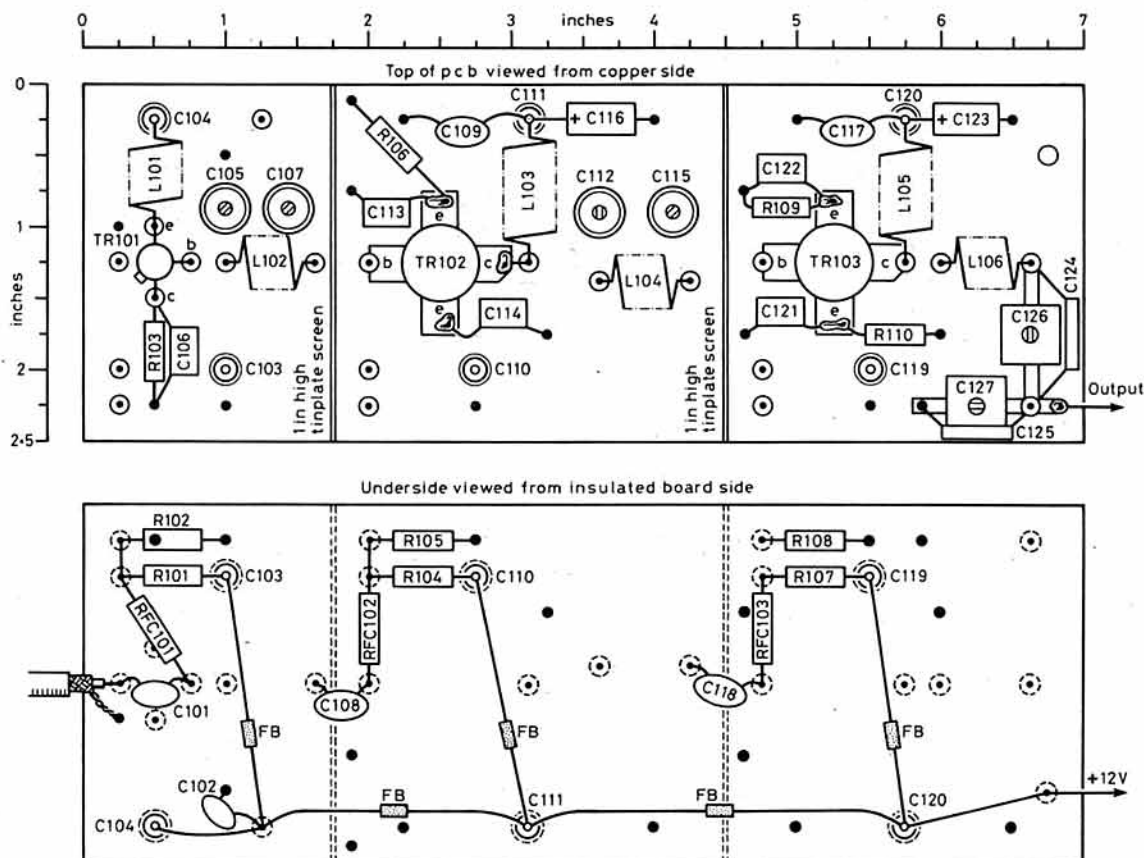 0 1 2 3 4 5 6 7
inches
Top of pcb viewed from copper side
0
1
2
2·5
inches
C104
L101
C105
C107
e
TR101
b
L102
c
R103
C106
C103
1in high
tinplate screen
R106
C109
C111
+ C116
L103
C113
e
C112
C115
b
TR102
c
L104
e
C114
C110
1in high
tinplate screen
C120
C117
+ C123
C122
R109
e
L105
b
TR103
c
L106
C124
C121
e
R110
C126
C119
C127
Output
C125
Underside viewed from insulated board side
R102
R101
C103
RFC101
C101
FB
C102
C104
R105
R104
C110
RFC102
C108
FB
FB
C111
R108
R107
C119
RFC103
C118
FB
FB
C120
+12V